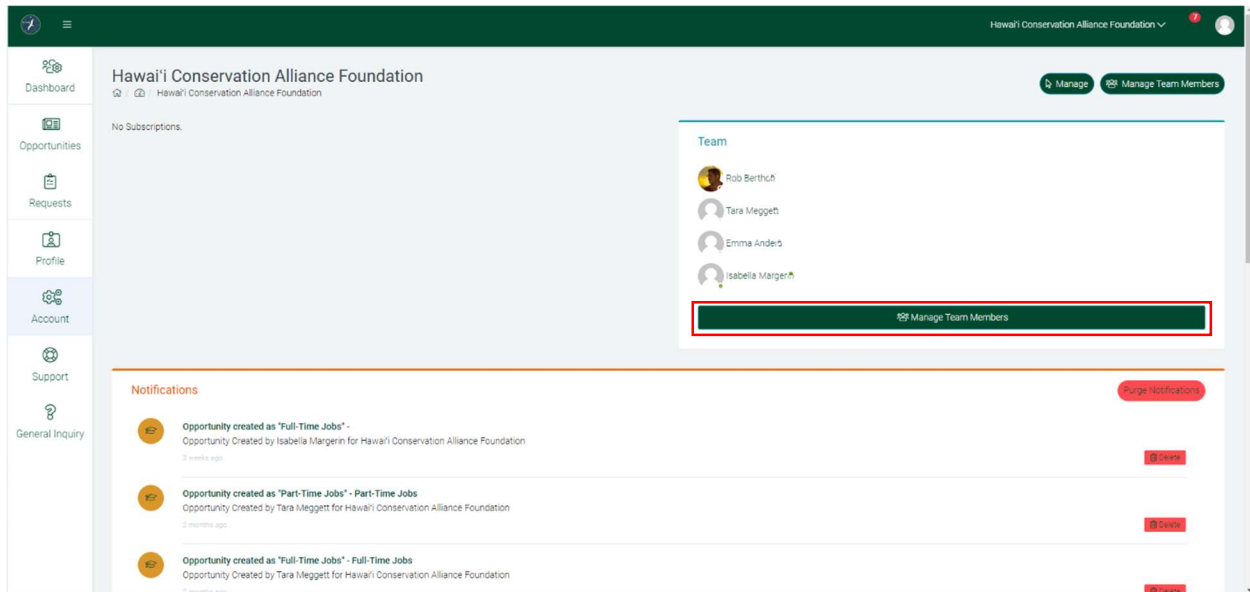 Hawai'i Conservation Alliance Foundation
7
Dashboard
Opportunities
Requests
Profile
Account
Support
General Inquiry
Hawai'i Conservation Alliance Foundation
/ / Hawai'i Conservation Alliance Foundation
Manage
Manage Team Members
No Subscriptions.
Team
Rob
Tara Meggett
Emma
Isabella Margerin
Manage Team Members
Notifications
Purge Notifications
Opportunity created as "Full-Time Jobs" -
Opportunity Created by Isabella Margerin for Hawai'i Conservation Alliance Foundation
3 weeks ago
Delete
Opportunity created as "Part-Time Jobs" - Part-Time Jobs
Opportunity Created by Tara Meggett for Hawai'i Conservation Alliance Foundation
2 months ago
Delete
Opportunity created as "Full-Time Jobs" - Full-Time Jobs
Opportunity Created by Tara Meggett for Hawai'i Conservation Alliance Foundation